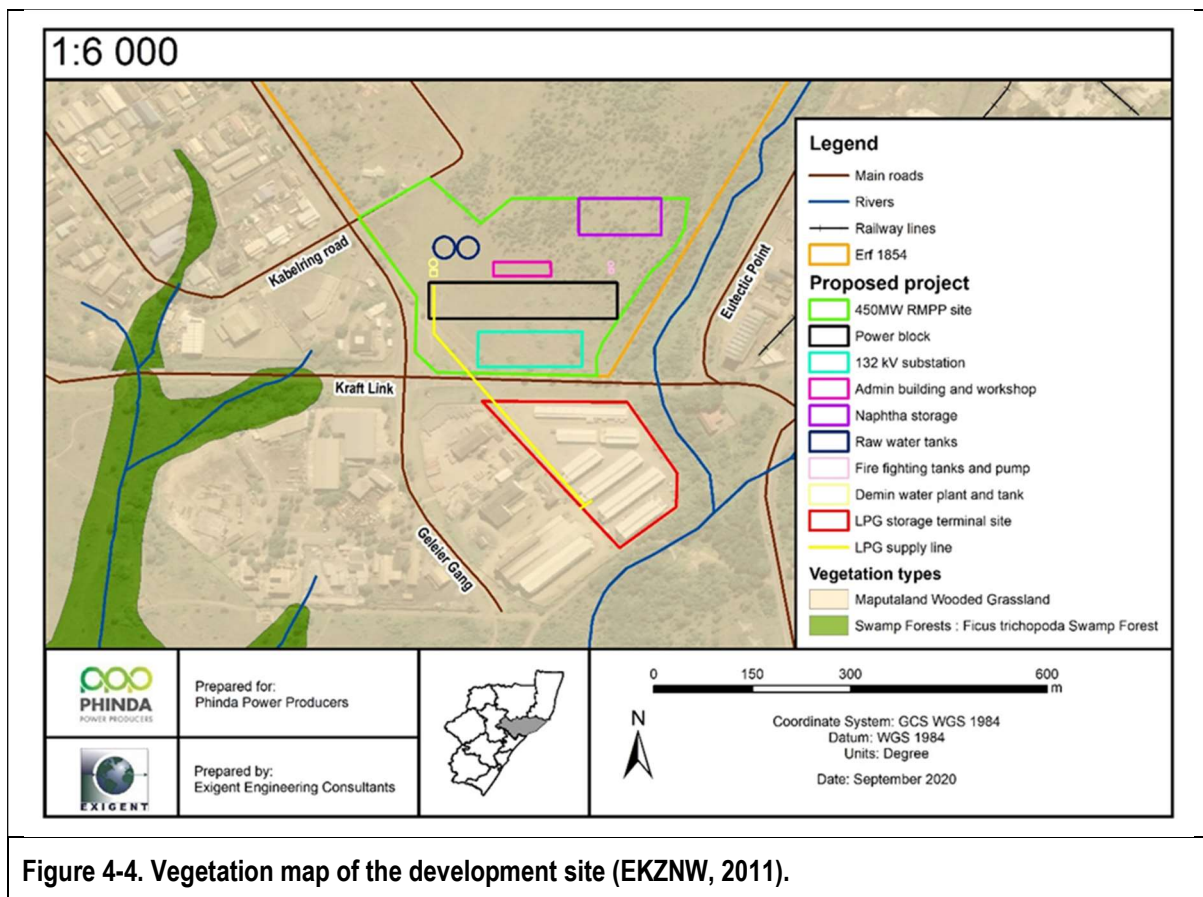 1:6 000
Kabelring road
Kraft Link
Geleier Gang
Eutectic Point
Legend
Main roads
Rivers
Railway lines
Erf 1854
Proposed project
450MW RMPP site
Power block
132 kV substation
Admin building and workshop
Naphtha storage
Raw water tanks
Fire fighting tanks and pump
Demin water plant and tank
LPG storage terminal site
LPG supply line
Vegetation types
Maputaland Wooded Grassland
Swamp Forests : Ficus trichopoda Swamp Forest
PHINDA
POWER PRODUCERS
Prepared for:
Phinda Power Producers
EXIGENT
Prepared by:
Exigent Engineering Consultants
0 150 300 600
m
N
Coordinate System: GCS WGS 1984
Datum: WGS 1984
Units: Degree
Date: September 2020
Figure 4-4. Vegetation map of the development site (EKZNW, 2011).